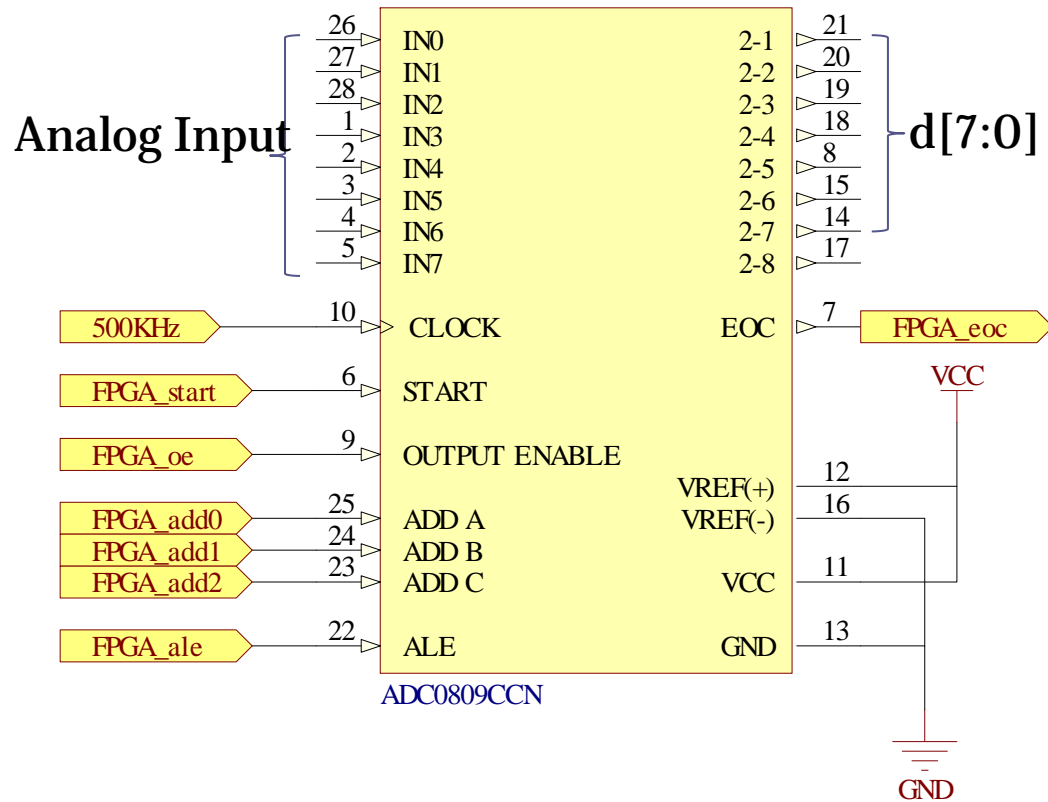 26 IN0 2-1 21
27 IN1 2-2 20
28 IN2 2-3 19
Analog Input 1 IN3 2-4 18 d[7:0]
2 IN4 2-5 8
3 IN5 2-6 15
4 IN6 2-7 14
5 IN7 2-8 17
500KHz 10 CLOCK EOC 7 FPGA_eoc
VCC
FPGA_start 6 START
FPGA_oe 9 OUTPUT ENABLE
VREF(+) 12
FPGA_add0 25 ADD A VREF(-) 16
FPGA_add1 24 ADD B
FPGA_add2 23 ADD C VCC 11
FPGA_ale 22 ALE GND 13
ADC0809CCN
GND